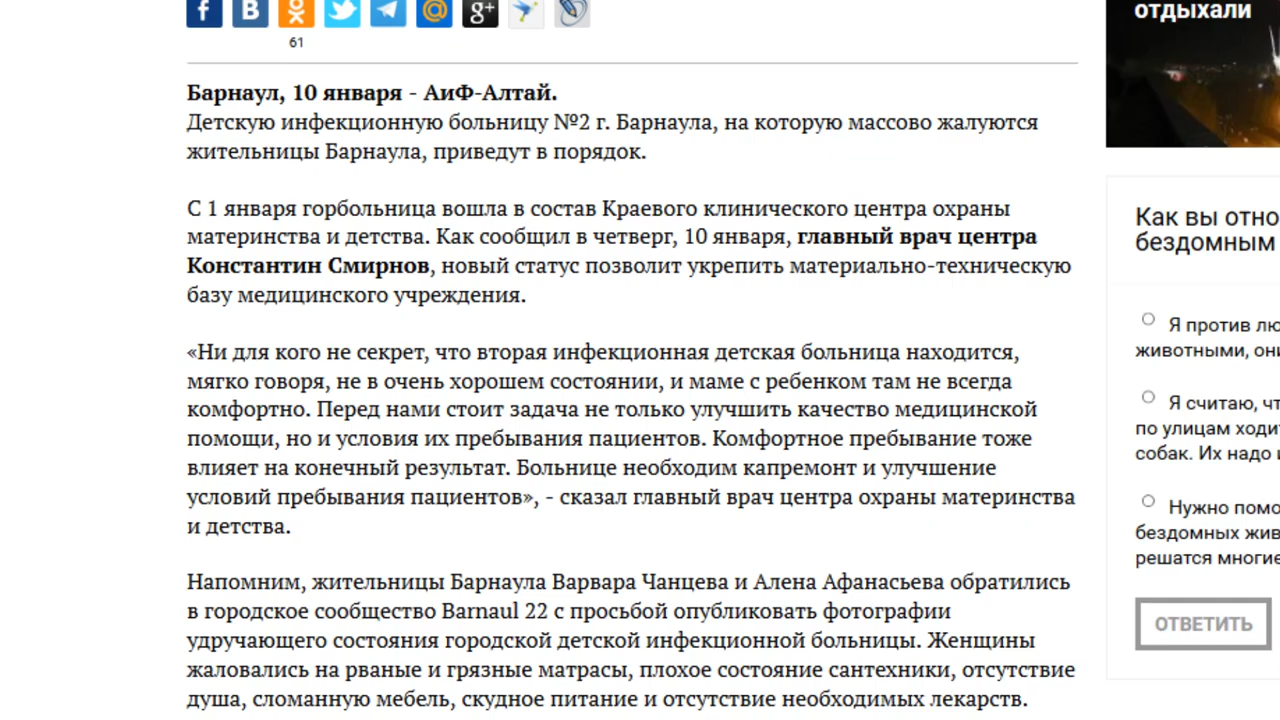 61
Барнаул, 10 января - АиФ-Алтай.
Детскую инфекционную больницу №2 г. Барнаула, на которую массово жалуются
жительницы Барнаула, приведут в порядок.
С 1 января горбольница вошла в состав Краевого клинического центра охраны
материнства и детства. Как сообщил в четверг, 10 января, главный врач центра
Константин Смирнов, новый статус позволит укрепить материально-техническую
базу медицинского учреждения.
«Ни для кого не секрет, что вторая инфекционная детская больница находится,
мягко говоря, не в очень хорошем состоянии, и маме с ребенком там не всегда
комфортно. Перед нами стоит задача не только улучшить качество медицинской
помощи, но и условия их пребывания пациентов. Комфортное пребывание тоже
влияет на конечный результат. Больнице необходим капремонт и улучшение
условий пребывания пациентов», - сказал главный врач центра охраны материнства
и детства.
Напомним, жительницы Барнаула Варвара Чанцева и Алена Афанасьева обратились
в городское сообщество Barnaul 22 с просьбой опубликовать фотографии
удручающего состояния городской детской инфекционной больницы. Женщины
жаловались на рваные и грязные матрасы, плохое состояние сантехники, отсутствие
душа, сломанную мебель, скудное питание и отсутствие необходимых лекарств.
отдыхали
Как вы отно
бездомным
Я против лю
животными, они
Я считаю, чт
по улицам ходит
собак. Их надо и
Нужно помо
бездомных жив
решатся многие
ОТВЕТИТЬ